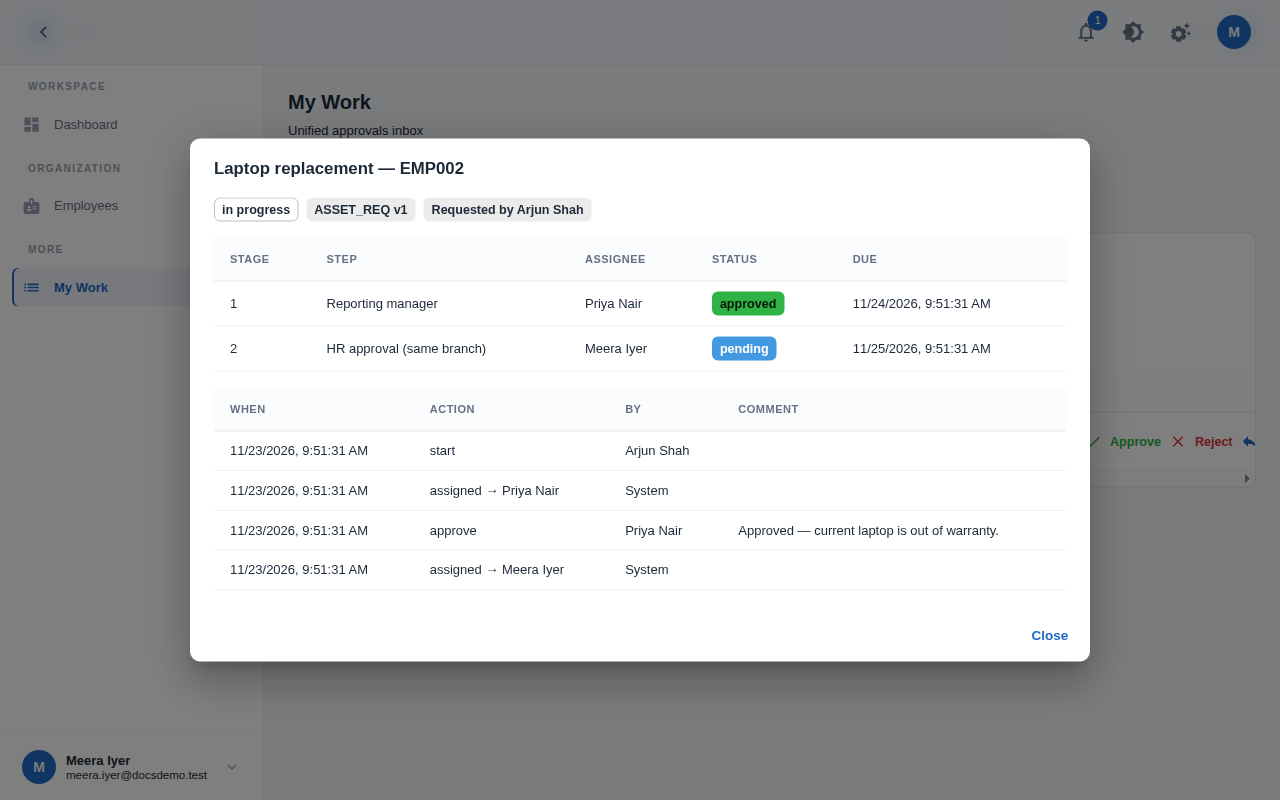 1
M
WORKSPACE
Dashboard
ORGANIZATION
Employees
MORE
My Work
My Work
Unified approvals inbox
Laptop replacement — EMP002
in progress ASSET_REQ v1 Requested by Arjun Shah
STAGE STEP ASSIGNEE STATUS DUE
1 Reporting manager Priya Nair approved 11/24/2026, 9:51:31 AM
2 HR approval (same branch) Meera Iyer pending 11/25/2026, 9:51:31 AM
WHEN ACTION BY COMMENT
11/23/2026, 9:51:31 AM start Arjun Shah
11/23/2026, 9:51:31 AM assigned → Priya Nair System
11/23/2026, 9:51:31 AM approve Priya Nair Approved — current laptop is out of warranty.
11/23/2026, 9:51:31 AM assigned → Meera Iyer System
Close
Approve Reject
M
Meera Iyer
meera.iyer@docsdemo.test